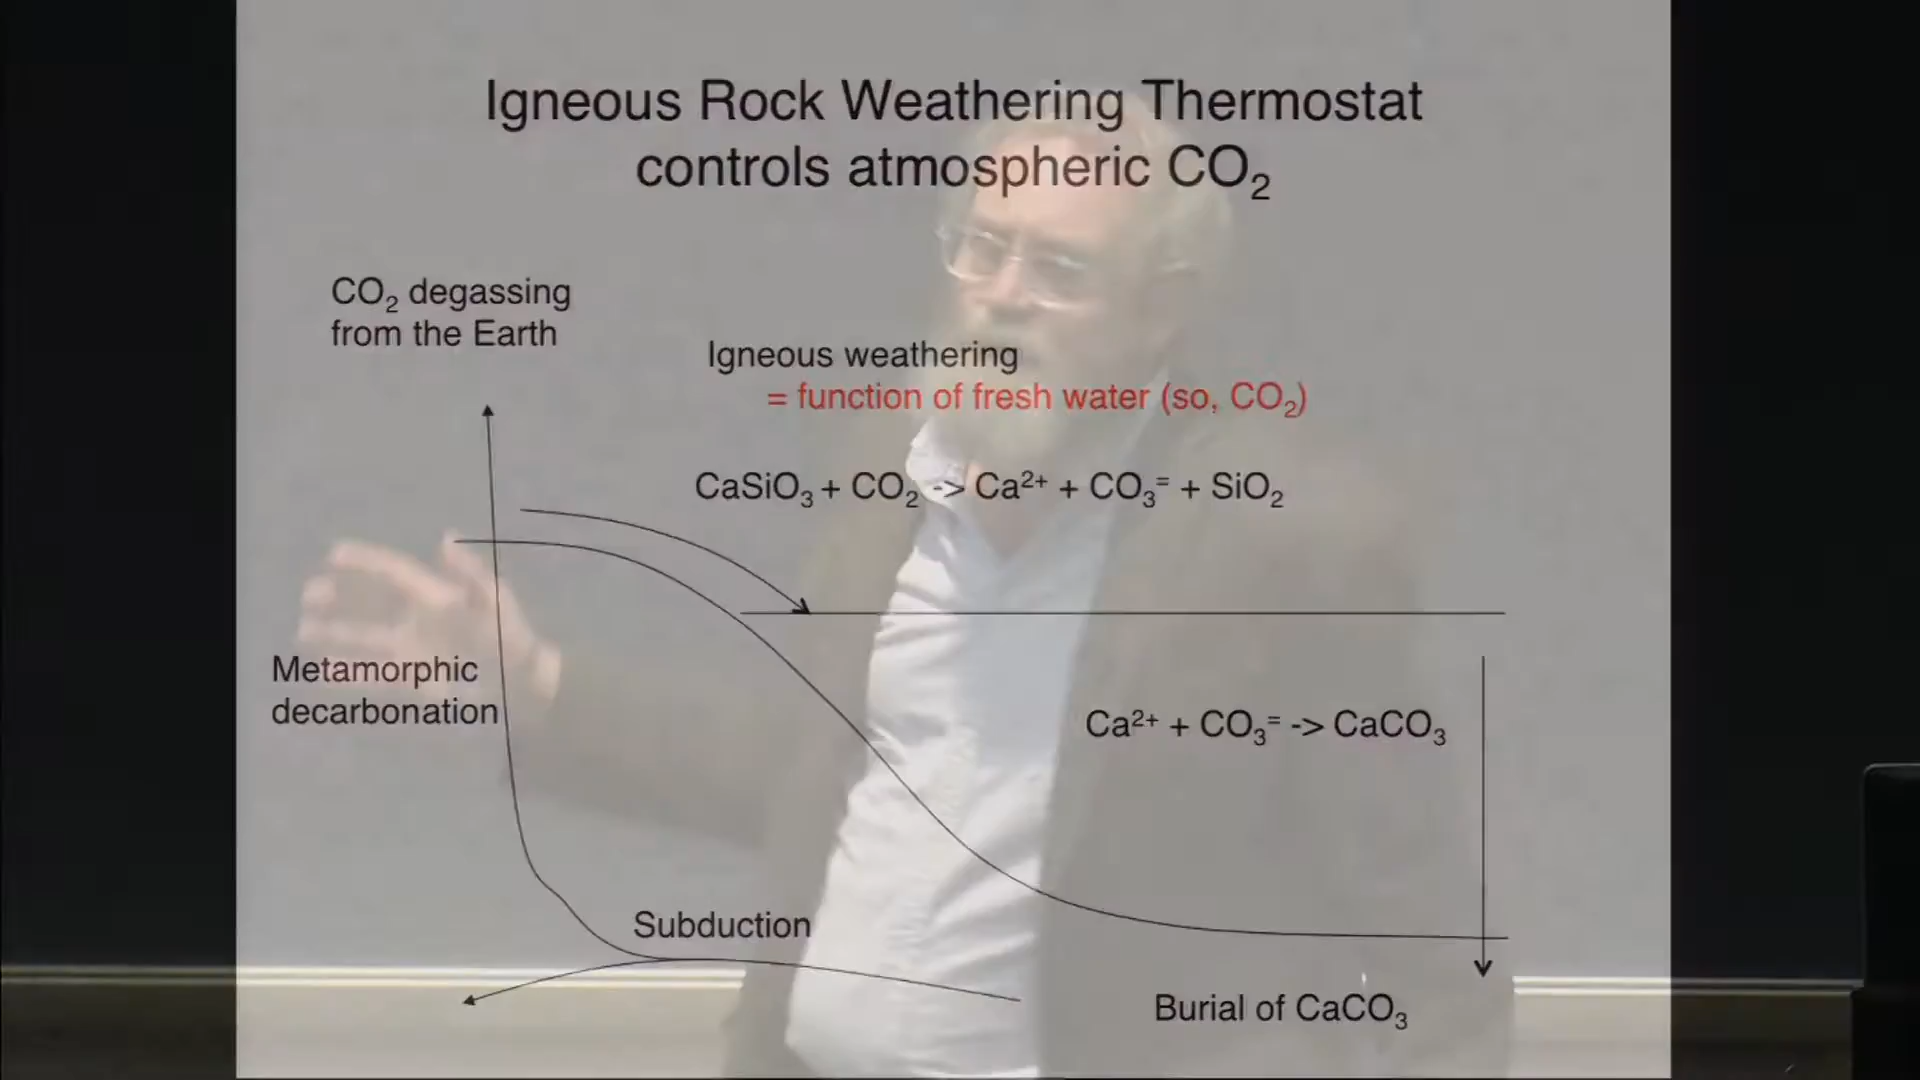 Igneous Rock Weathering Thermostat
controls atmospheric CO₂
CO₂ degassing
from the Earth
Igneous weathering
= function of fresh water (so, CO₂)
CaSiO₃ + CO₂ -> Ca²⁺ + CO₃⁼ + SiO₂
Metamorphic
decarbonation
Ca²⁺ + CO₃⁼ -> CaCO₃
Subduction
Burial of CaCO₃